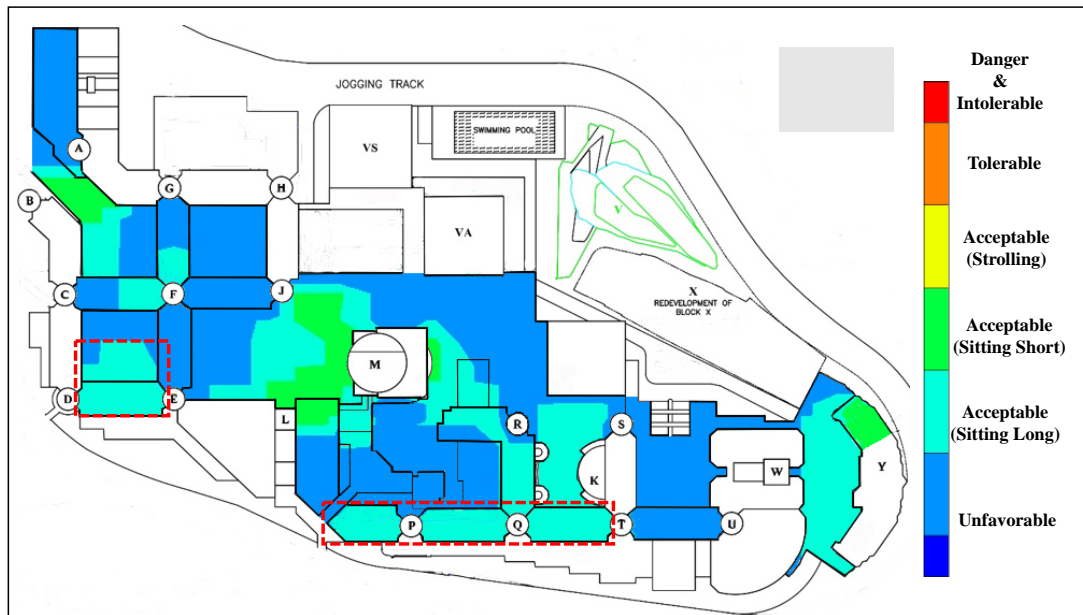 Danger
&
Intolerable
Tolerable
Acceptable
(Strolling)
Acceptable
(Sitting Short)
Acceptable
(Sitting Long)
Unfavorable
JOGGING TRACK
SWIMMING POOL
VS
A
G
H
B
V
VA
C
F
J
X
REDEVELOPMENT OF
BLOCK X
M
D
E
L
R
S
K
W
Y
P
Q
T
U